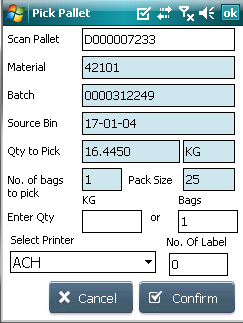 Pick Pallet ok
Scan Pallet D000007233
Material 42101
Batch 0000312249
Source Bin 17-01-04
Qty to Pick 16.4450 KG
No. of bags to pick 1 Pack Size 25
KG Bags
Enter Qty or 1
Select Printer No. Of Label
ACH 0
Cancel Confirm